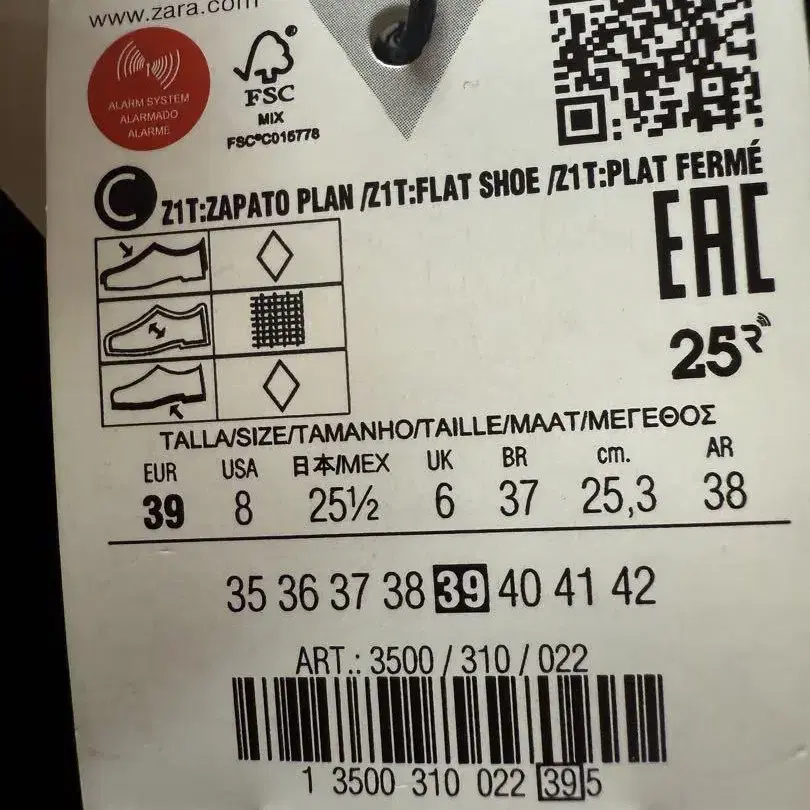 www.zara.com
ALARM SYSTEM
ALARMADO
ALARME
FSC
MIX
FSC®C015778
C Z1T:ZAPATO PLAN /Z1T:FLAT SHOE /Z1T:PLAT FERMÉ
EAC
25R
TALLA/SIZE/TAMANHO/TAILLE/MAAT/ΜΕΓΕΘΟΣ
EUR USA 日本/MEX UK BR cm. AR
39 8 25½ 6 37 25,3 38
35 36 37 38 39 40 41 42
ART.: 3500 / 310 / 022
1 3500 310 022 39 5